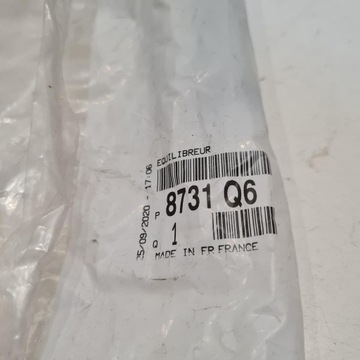 EQUILIBREUR
P 8731 Q6
Q 1
MADE IN FR FRANCE
25/09/2020 - 17:06